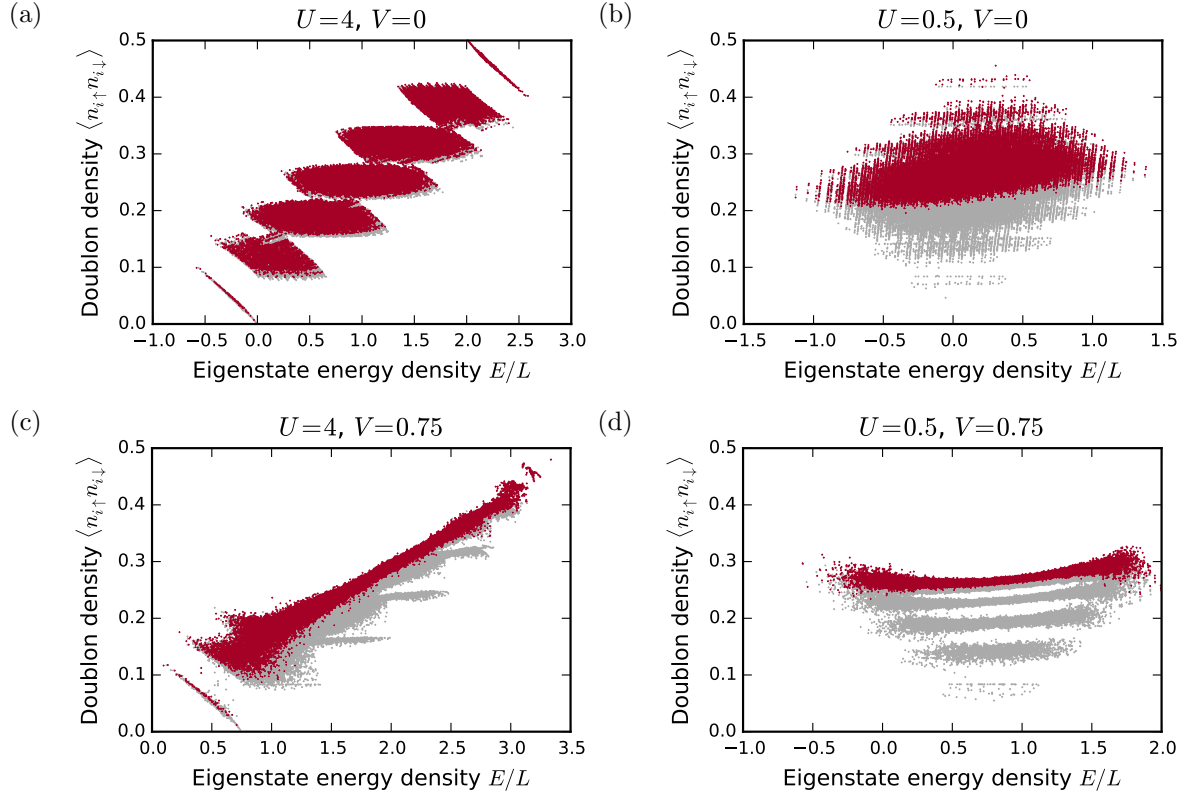 (a)
U=4, V=0
Doublon density ⟨n_{i↑}n_{i↓}⟩
0.5
0.4
0.3
0.2
0.1
0.0
−1.0 −0.5 0.0 0.5 1.0 1.5 2.0 2.5 3.0
Eigenstate energy density E/L
(b)
U=0.5, V=0
Doublon density ⟨n_{i↑}n_{i↓}⟩
0.5
0.4
0.3
0.2
0.1
0.0
−1.5 −1.0 −0.5 0.0 0.5 1.0 1.5
Eigenstate energy density E/L
(c)
U=4, V=0.75
Doublon density ⟨n_{i↑}n_{i↓}⟩
0.5
0.4
0.3
0.2
0.1
0.0
0.0 0.5 1.0 1.5 2.0 2.5 3.0 3.5
Eigenstate energy density E/L
(d)
U=0.5, V=0.75
Doublon density ⟨n_{i↑}n_{i↓}⟩
0.5
0.4
0.3
0.2
0.1
0.0
−1.0 −0.5 0.0 0.5 1.0 1.5 2.0
Eigenstate energy density E/L